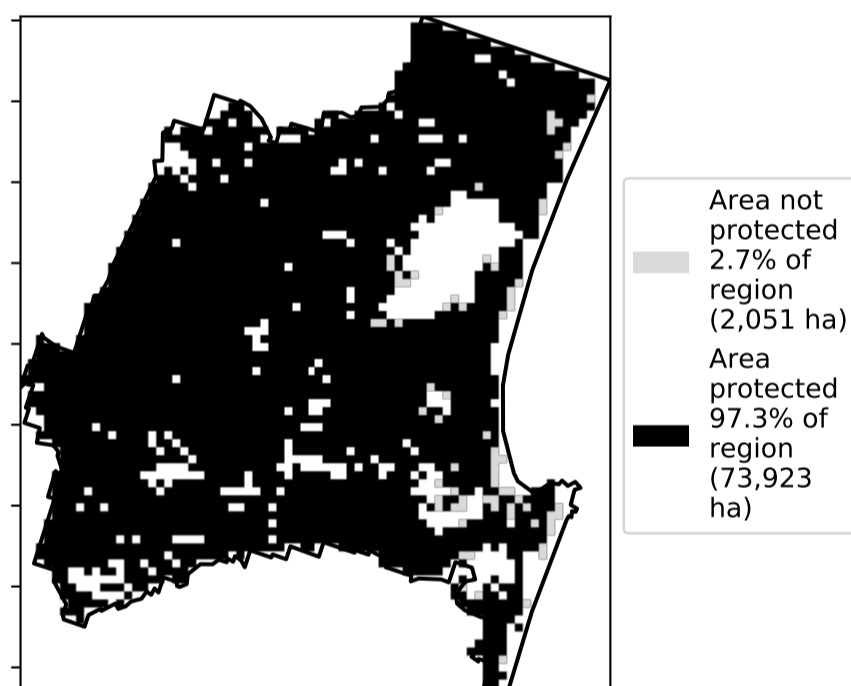 Area not
protected
2.7% of
region
(2,051 ha)
Area
protected
97.3% of
region
(73,923
ha)